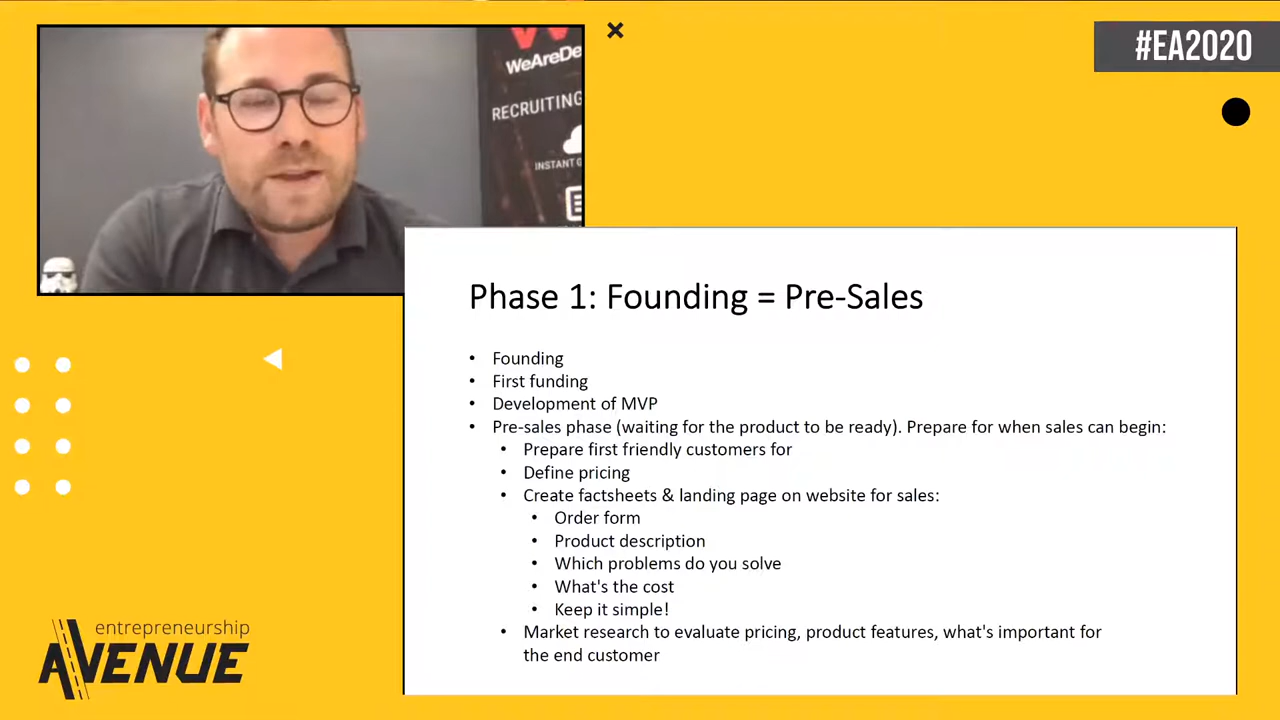 #EA2020
WeAreDe
RECRUITING
INSTANT
Phase 1: Founding = Pre-Sales
• Founding
• First funding
• Development of MVP
• Pre-sales phase (waiting for the product to be ready). Prepare for when sales can begin:
• Prepare first friendly customers for
• Define pricing
• Create factsheets & landing page on website for sales:
• Order form
• Product description
• Which problems do you solve
• What's the cost
• Keep it simple!
• Market research to evaluate pricing, product features, what's important for
the end customer
entrepreneurship
AVENUE